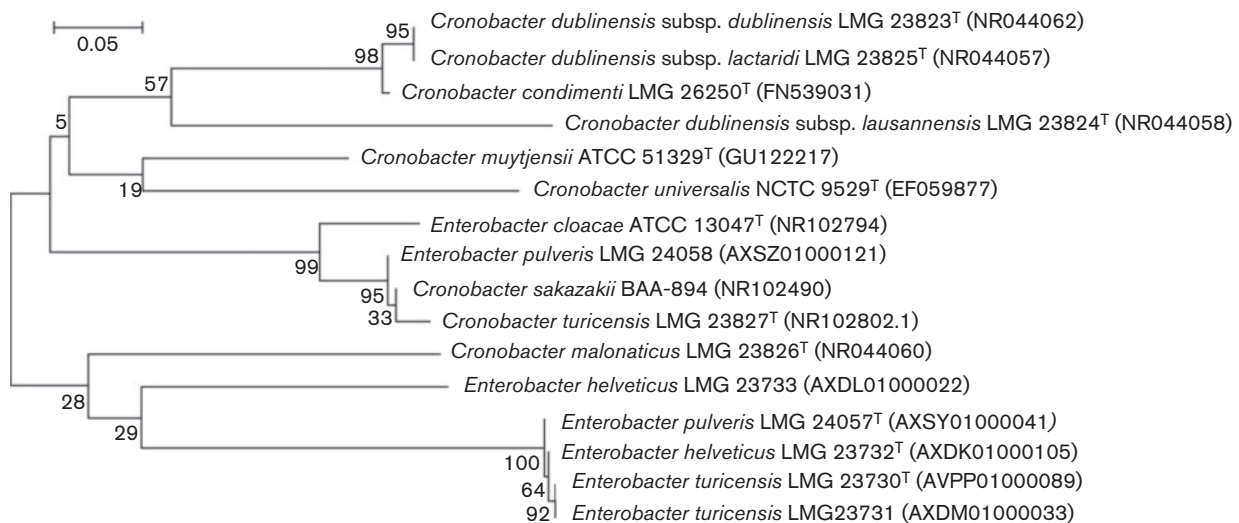 Cronobacter dublinensis subsp. dublinensis LMG 23823ᵀ (NR044062)
0.05
95
Cronobacter dublinensis subsp. lactaridi LMG 23825ᵀ (NR044057)
98
Cronobacter condimenti LMG 26250ᵀ (FN539031)
57
Cronobacter dublinensis subsp. lausannensis LMG 23824ᵀ (NR044058)
5
Cronobacter muytjensii ATCC 51329ᵀ (GU122217)
19
Cronobacter universalis NCTC 9529ᵀ (EF059877)
Enterobacter cloacae ATCC 13047ᵀ (NR102794)
Enterobacter pulveris LMG 24058 (AXSZ01000121)
99
Cronobacter sakazakii BAA-894 (NR102490)
95
33
Cronobacter turicensis LMG 23827ᵀ (NR102802.1)
Cronobacter malonaticus LMG 23826ᵀ (NR044060)
Enterobacter helveticus LMG 23733 (AXDL01000022)
28
Enterobacter pulveris LMG 24057ᵀ (AXSY01000041)
29
Enterobacter helveticus LMG 23732ᵀ (AXDK01000105)
100
Enterobacter turicensis LMG 23730ᵀ (AVPP01000089)
64
Enterobacter turicensis LMG23731 (AXDM01000033)
92